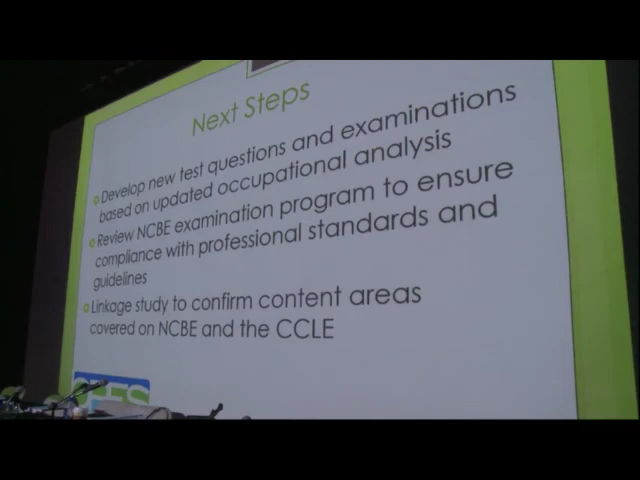 Next Steps
Develop new test questions and examinations
based on updated occupational analysis
Review NCBE examination program to ensure
compliance with professional standards and
guidelines
Linkage study to confirm content areas
covered on NCBE and the CCLE